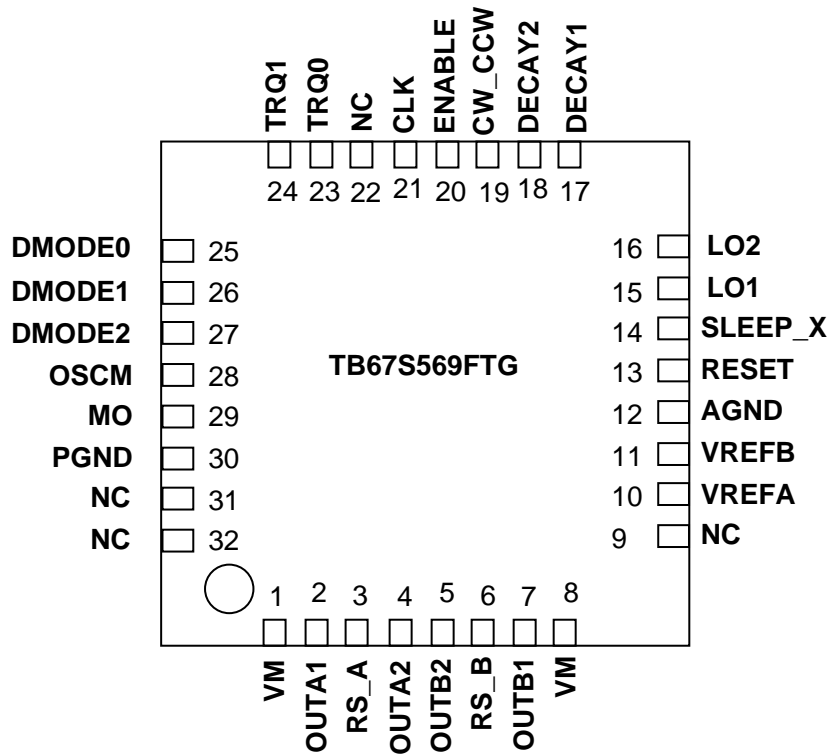 TRQ1
TRQ0
NC
CLK
ENABLE
CW_CCW
DECAY2
DECAY1
24 23 22 21 20 19 18 17
DMODE0 25
DMODE1 26
DMODE2 27
OSCM 28
MO 29
PGND 30
NC 31
NC 32
TB67S569FTG
16 LO2
15 LO1
14 SLEEP_X
13 RESET
12 AGND
11 VREFB
10 VREFA
9 NC
1 2 3 4 5 6 7 8
VM
OUTA1
RS_A
OUTA2
OUTB2
RS_B
OUTB1
VM